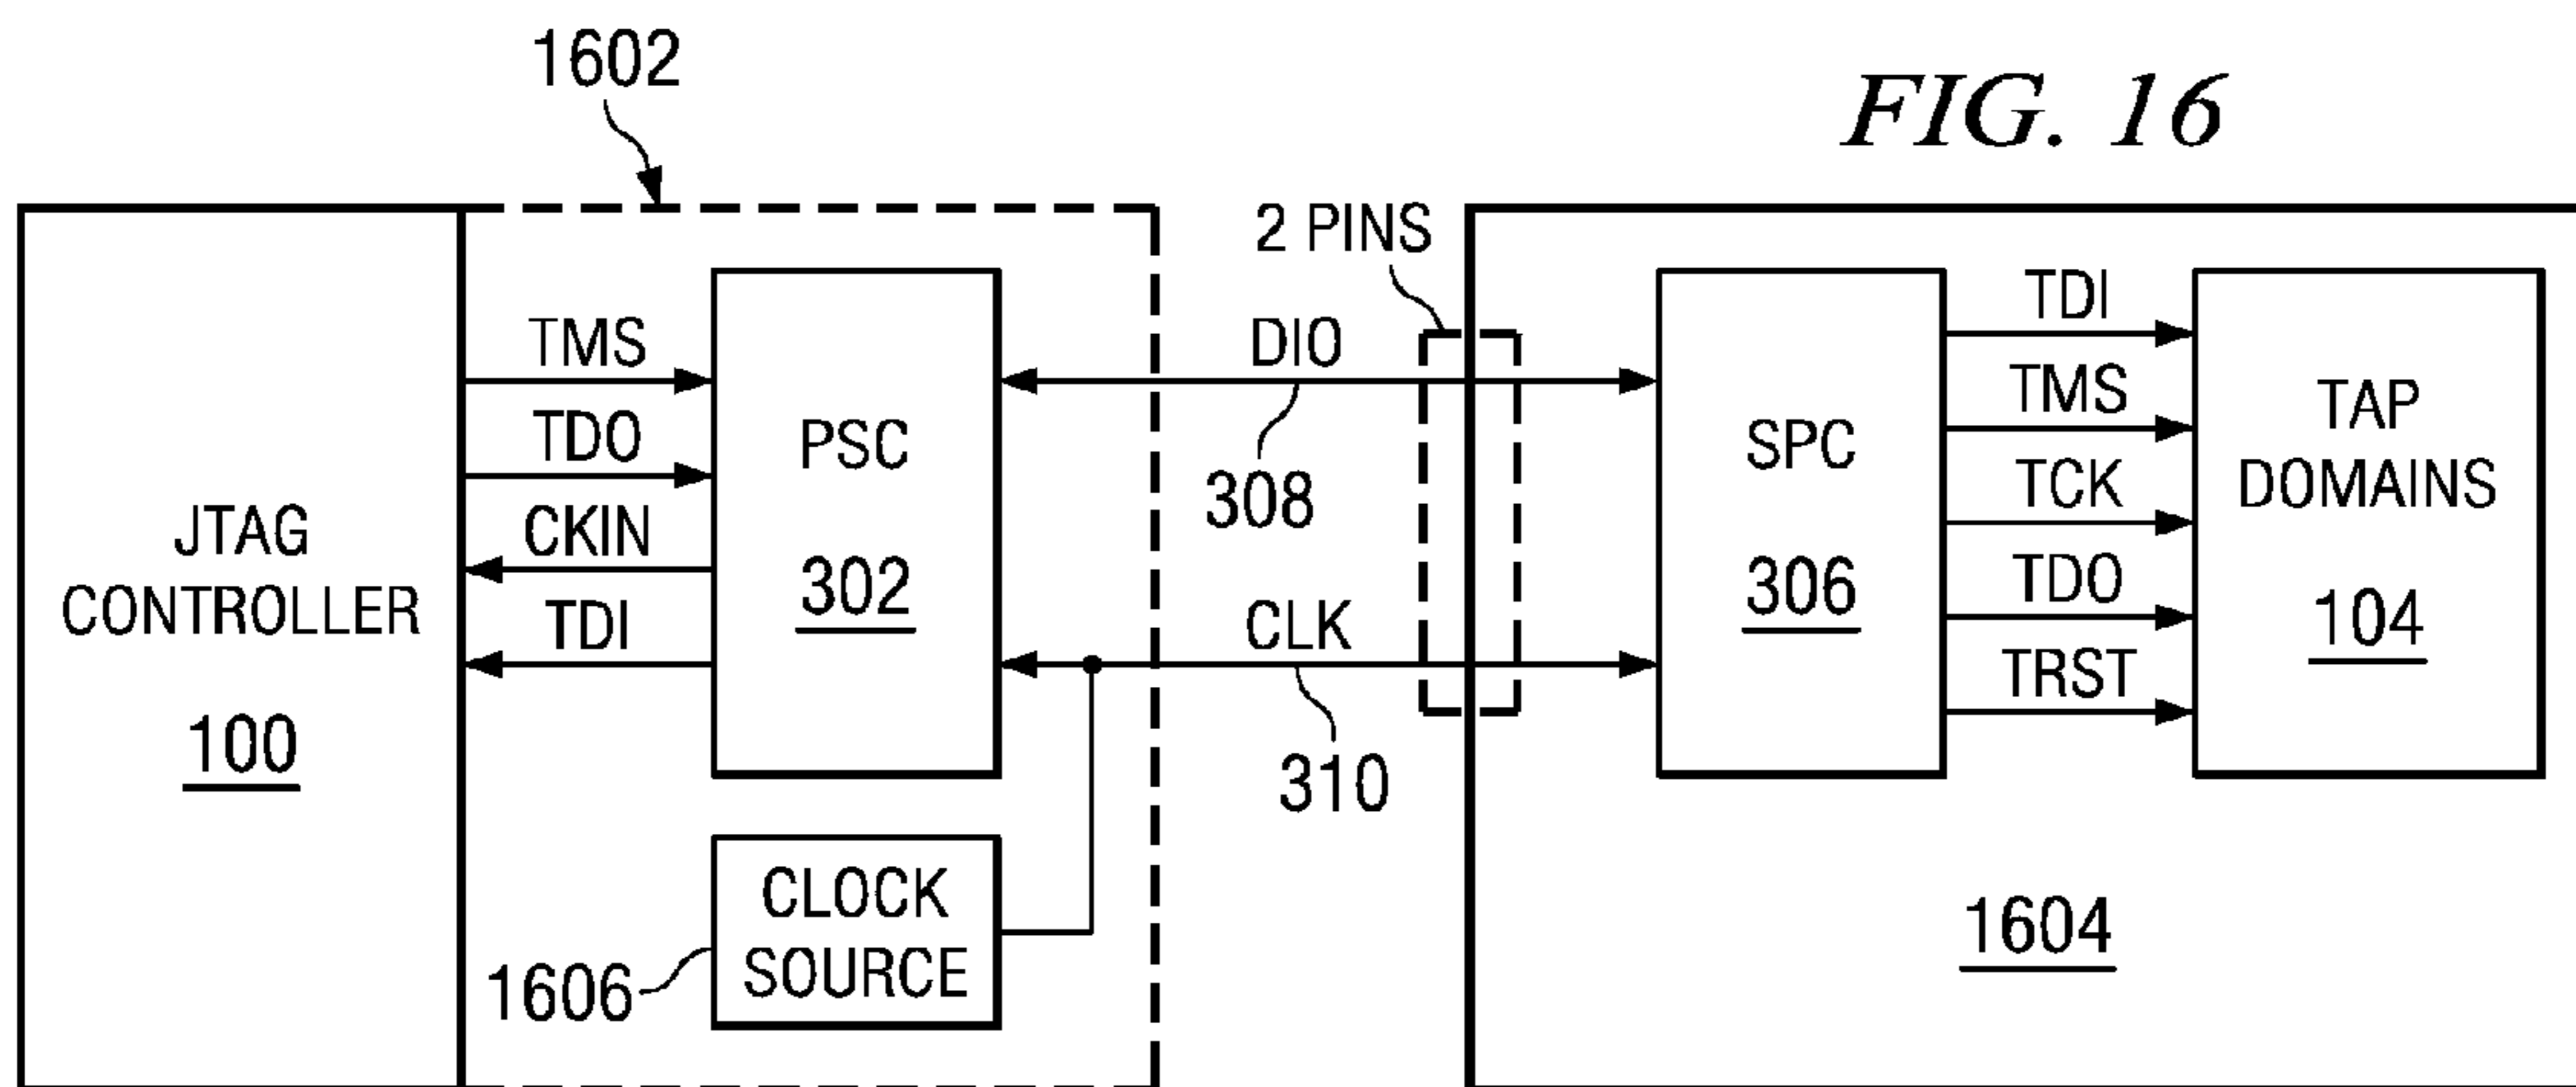 1602
FIG. 16
2 PINS
JTAG
CONTROLLER
100
TMS
TDO
CKIN
TDI
PSC
302
CLOCK
SOURCE
1606
DIO
308
CLK
310
SPC
306
TDI
TMS
TCK
TDO
TRST
TAP
DOMAINS
104
1604